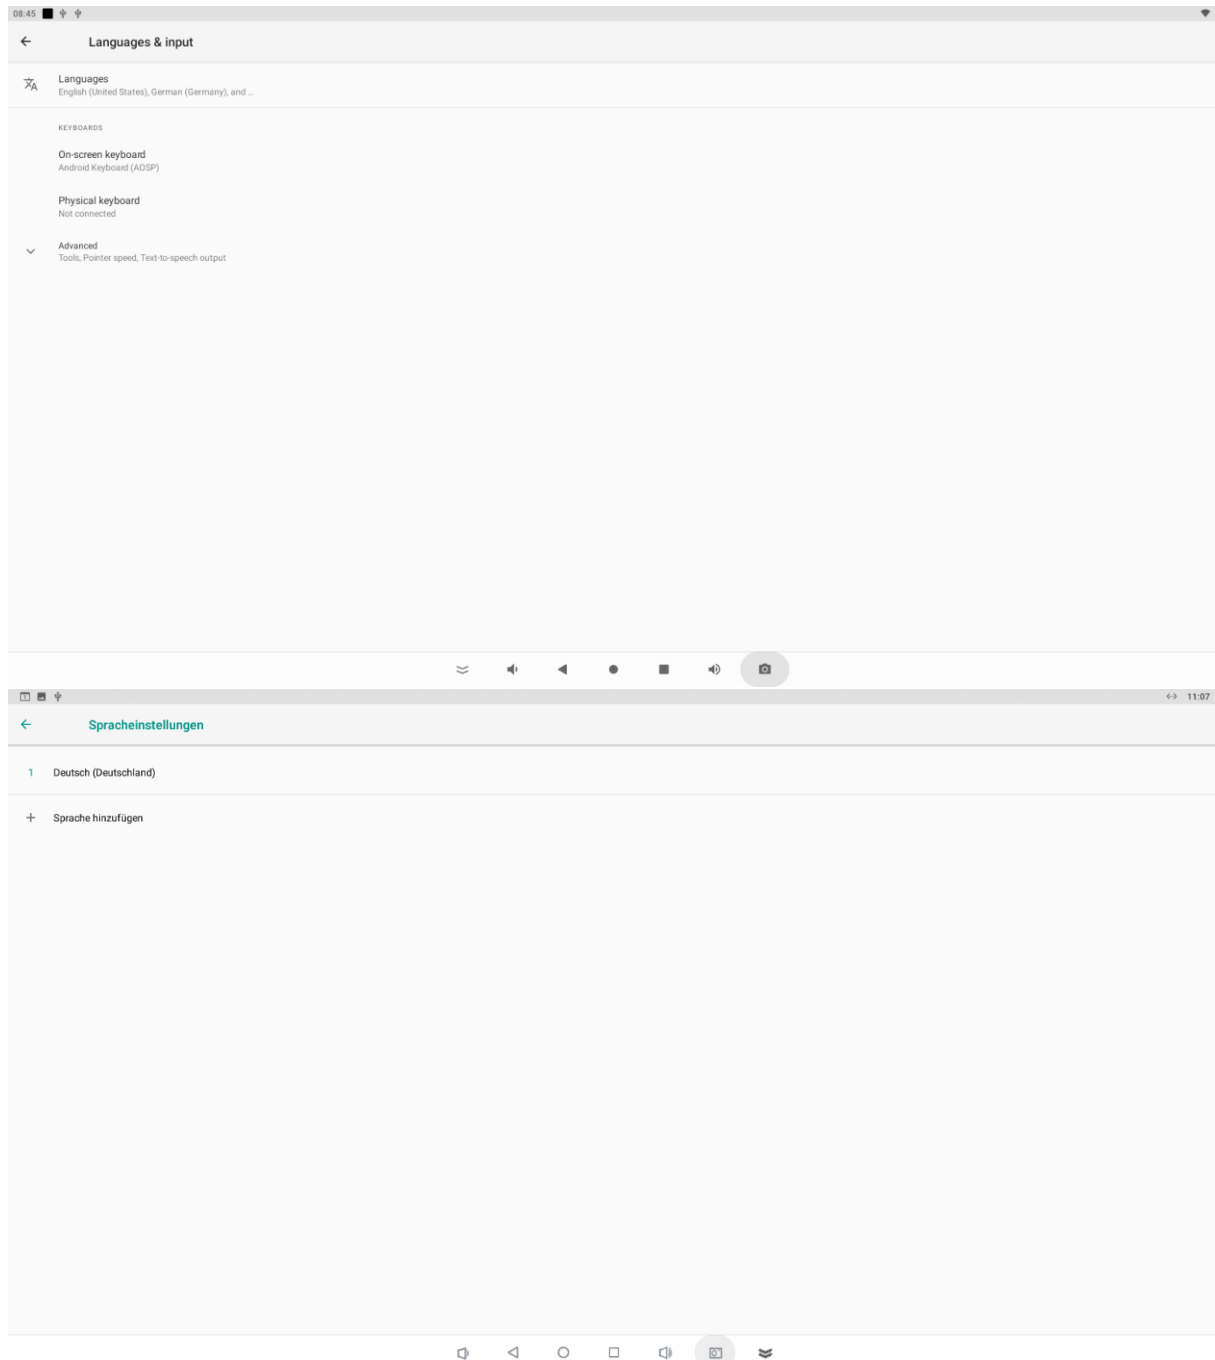 08:45
Languages & input
Languages
English (United States), German (Germany), and ...
KEYBOARDS
On-screen keyboard
Android Keyboard (AOSP)
Physical keyboard
Not connected
Advanced
Tools, Pointer speed, Text-to-speech output
11:07
Spracheinstellungen
1 Deutsch (Deutschland)
+ Sprache hinzufügen